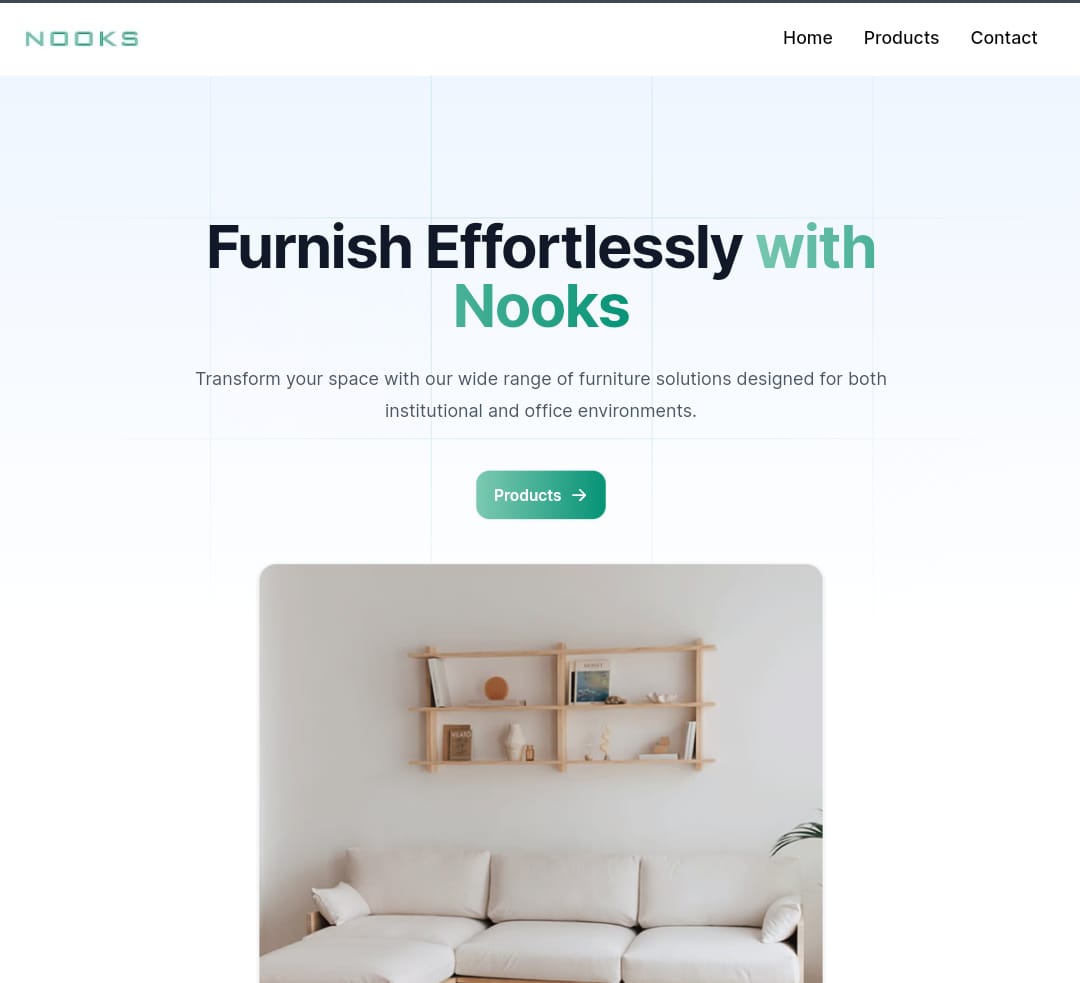 NOOKS
Home Products Contact
Furnish Effortlessly with
Nooks
Transform your space with our wide range of furniture solutions designed for both
institutional and office environments.
Products →
MONET